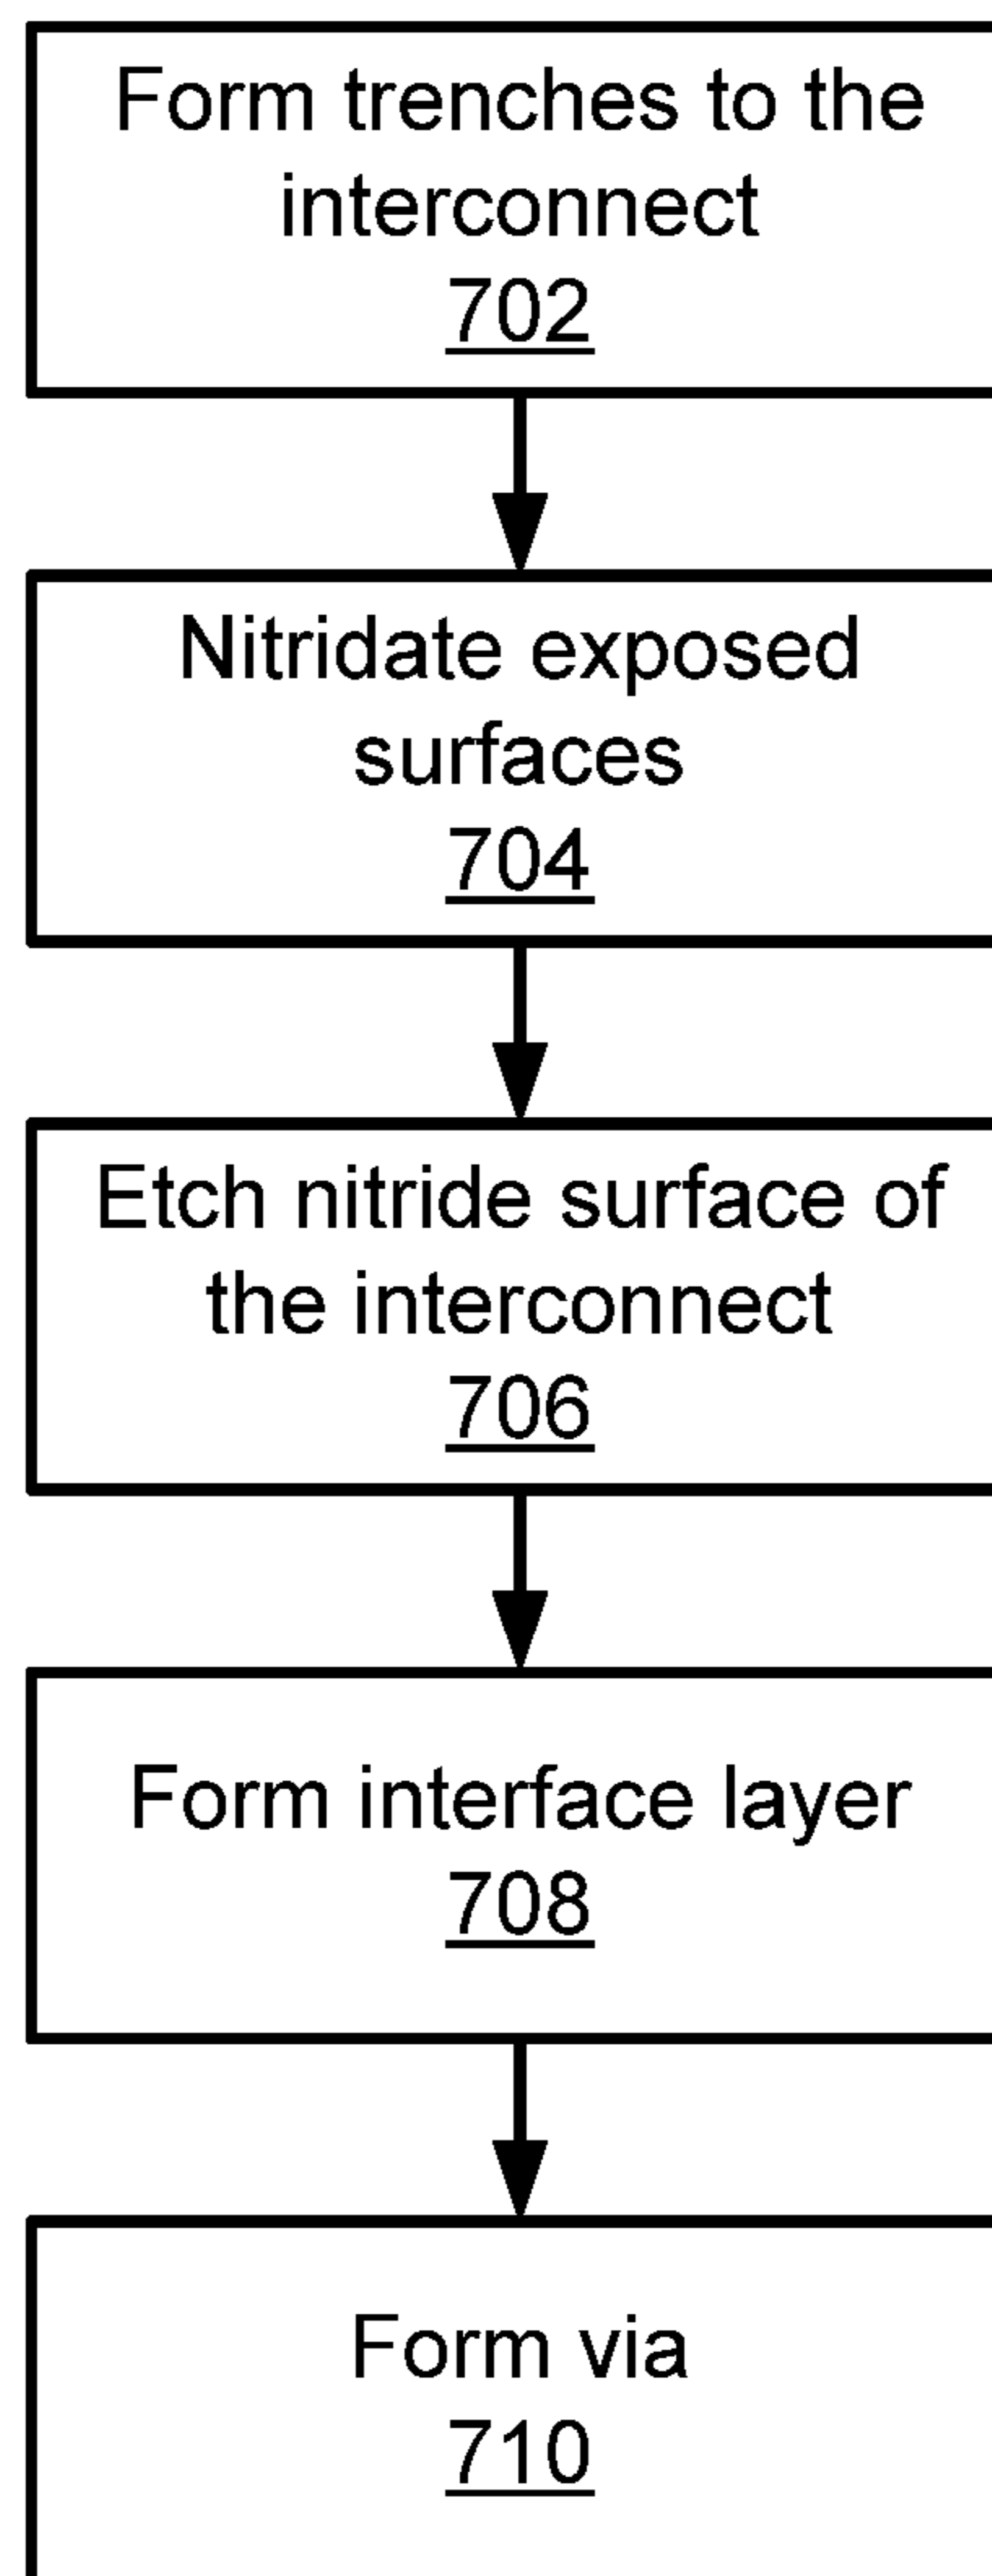 Form trenches to the
interconnect
702
Nitridate exposed
surfaces
704
Etch nitride surface of
the interconnect
706
Form interface layer
708
Form via
710